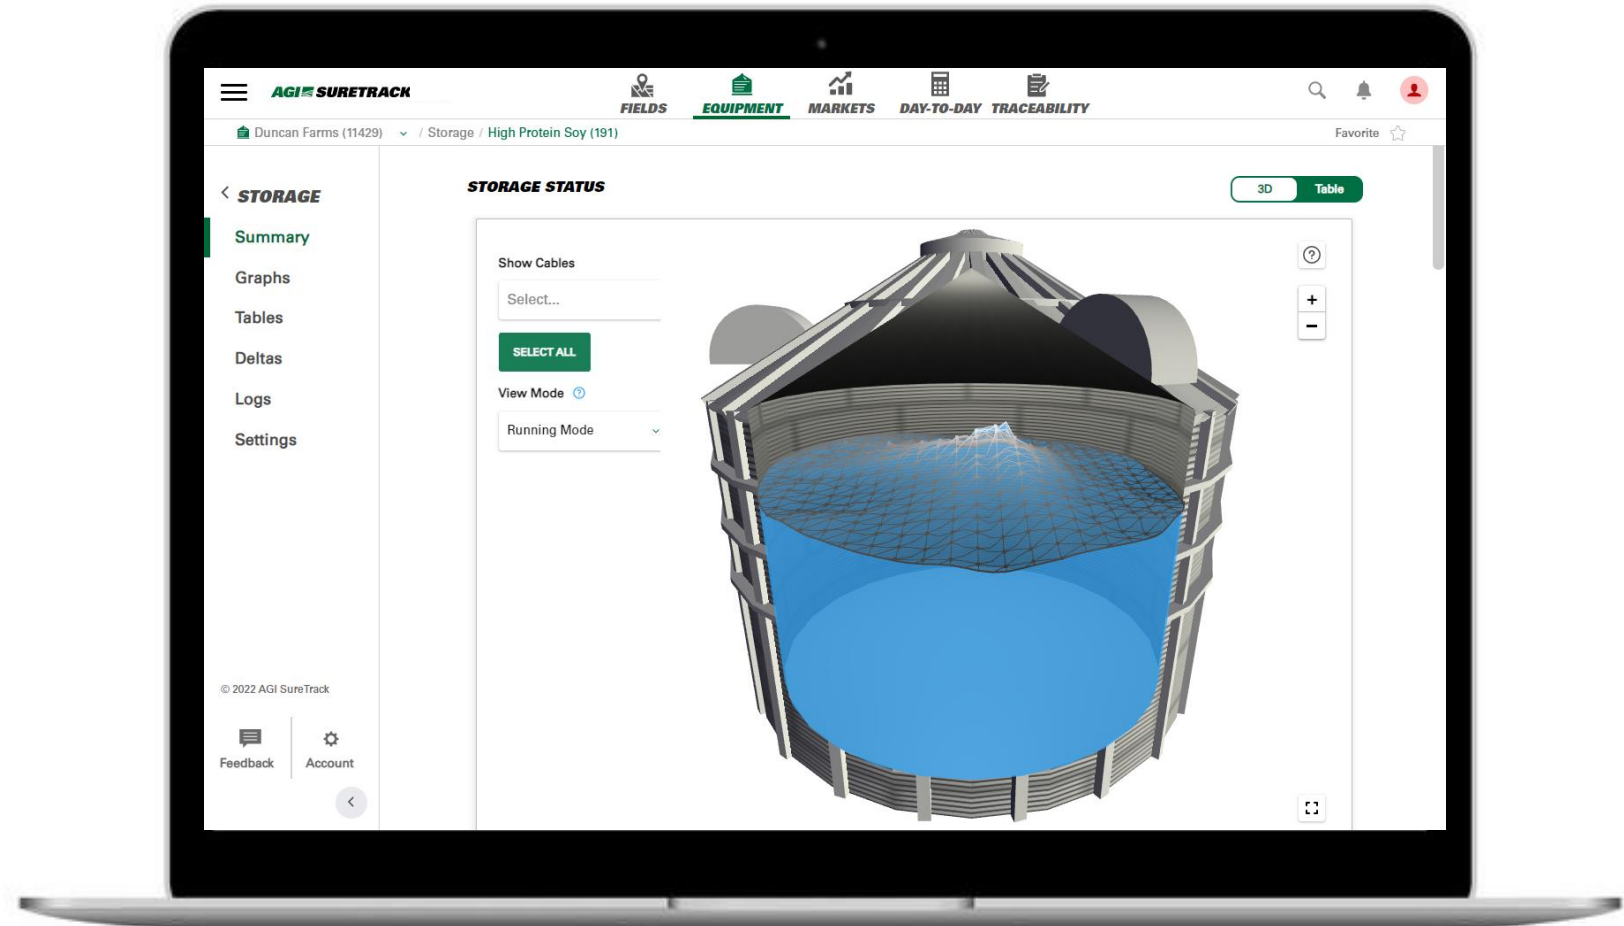 AGI SURETRACK
FIELDS
EQUIPMENT
MARKETS
DAY-TO-DAY
TRACEABILITY
Duncan Farms (11429) / Storage / High Protein Soy (191)
Favorite
STORAGE
Summary
Graphs
Tables
Deltas
Logs
Settings
© 2022 AGI SureTrack
Feedback
Account
STORAGE STATUS
3D
Table
Show Cables
Select...
SELECT ALL
View Mode ?
Running Mode
?
+
−